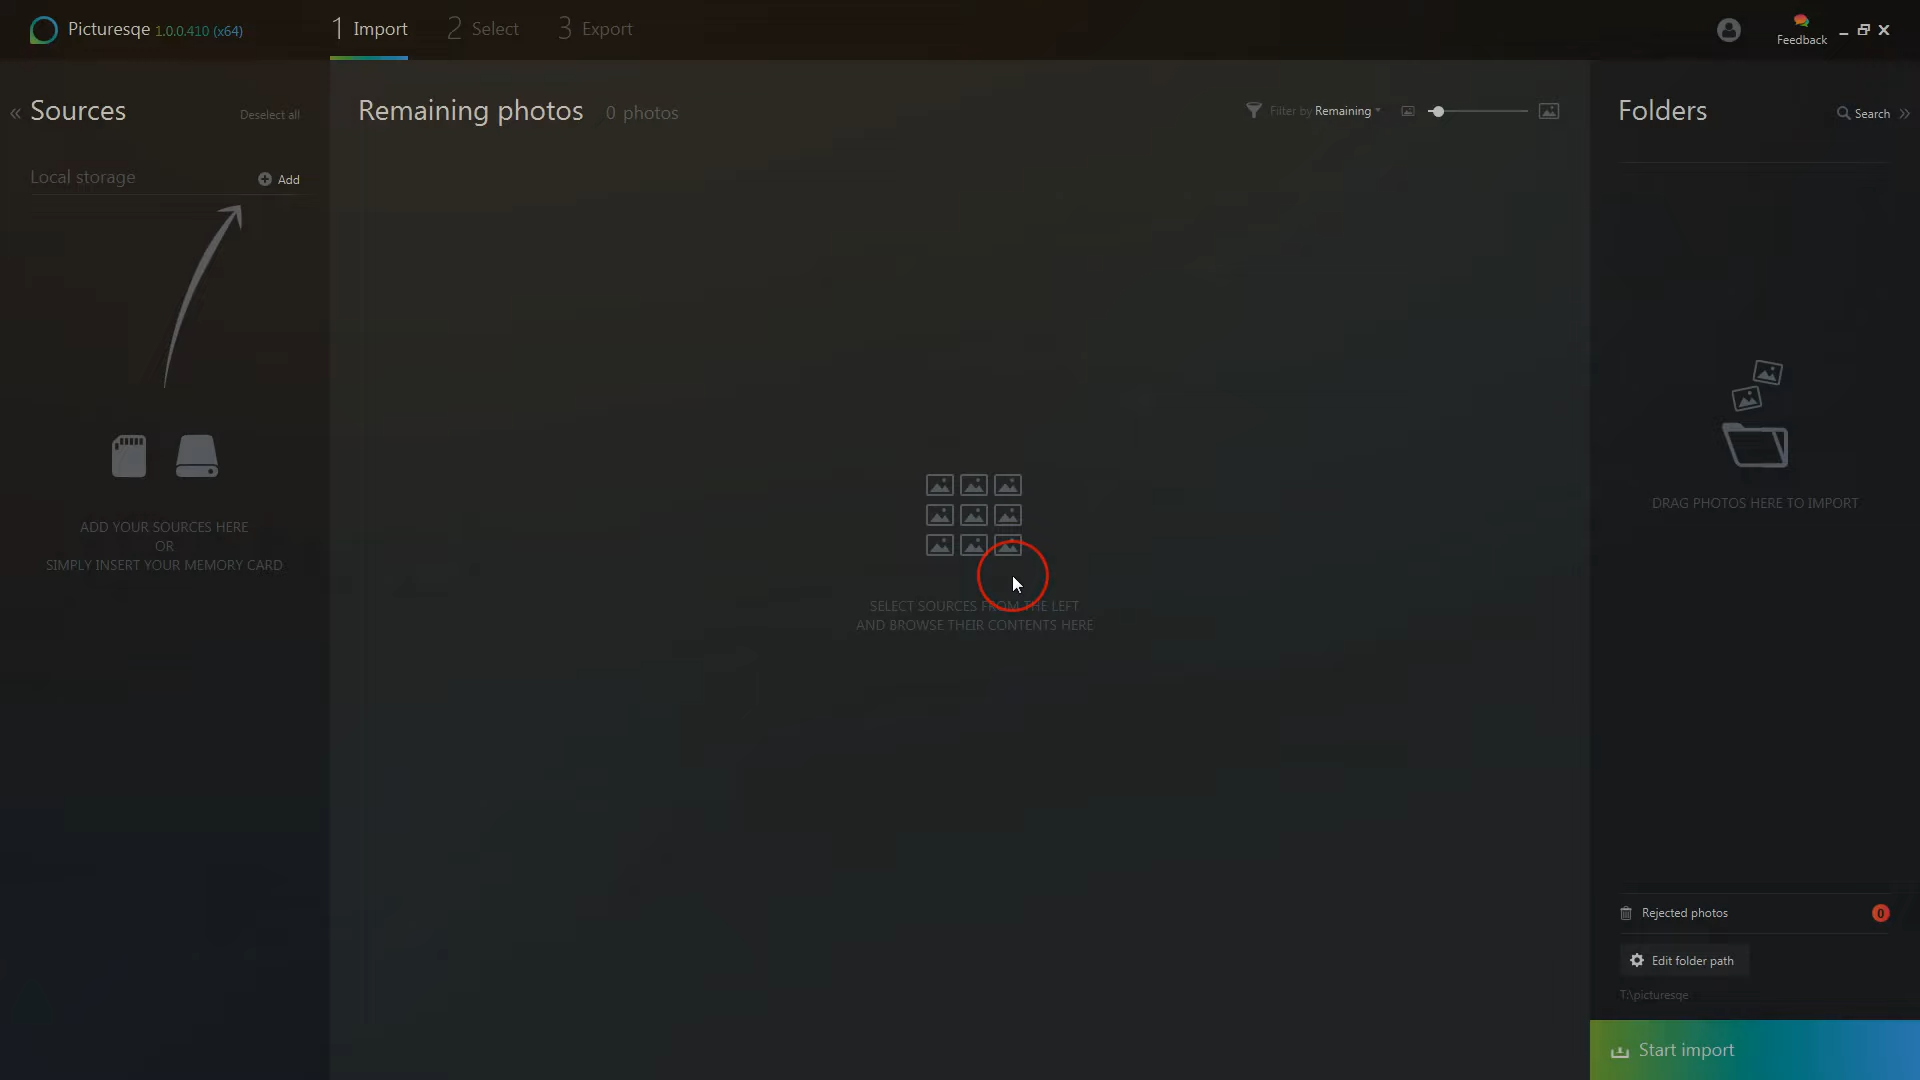 Picturesqe 1.0.0.410 (x64)
1 Import
2 Select
3 Export
Feedback
Sources
Deselect all
Remaining photos 0 photos
Filter by Remaining
Folders
Search
Local storage
Add
ADD YOUR SOURCES HERE
OR
SIMPLY INSERT YOUR MEMORY CARD
SELECT SOURCES FROM THE LEFT
AND BROWSE THEIR CONTENTS HERE
DRAG PHOTOS HERE TO IMPORT
Rejected photos 0
Edit folder path
T:\picturesqe
Start import